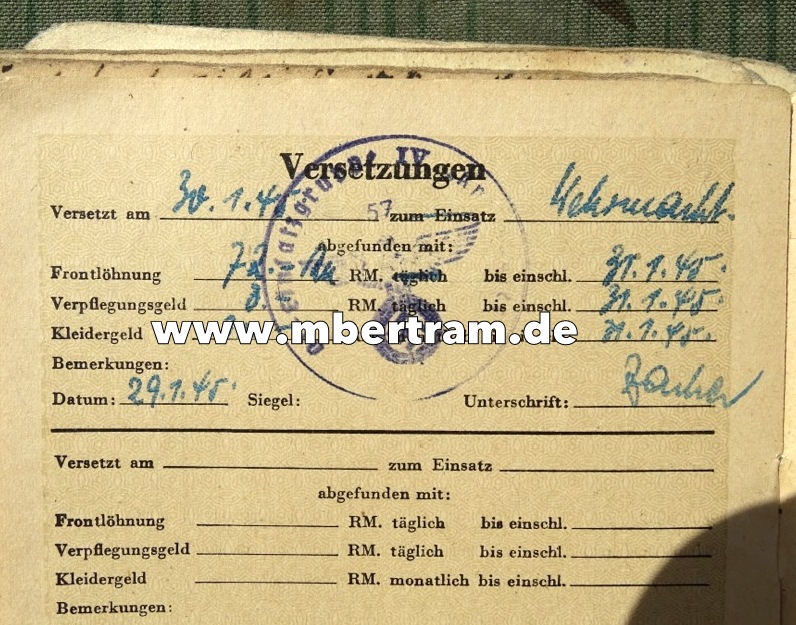 Versetzungen
Versetzt am 30.1.45 57 zum Einsatz Wehrmacht.
abgefunden mit:
Frontlöhnung RM. täglich bis einschl. 31.1.45.
Verpflegungsgeld RM. täglich bis einschl. 31.1.45.
Kleidergeld 31.1.45.
www.mbertram.de
Bemerkungen:
Datum: 29.1.45. Siegel: Unterschrift:
Versetzt am zum Einsatz
abgefunden mit:
Frontlöhnung RM. täglich bis einschl.
Verpflegungsgeld RM. täglich bis einschl.
Kleidergeld RM. monatlich bis einschl.
Bemerkungen: